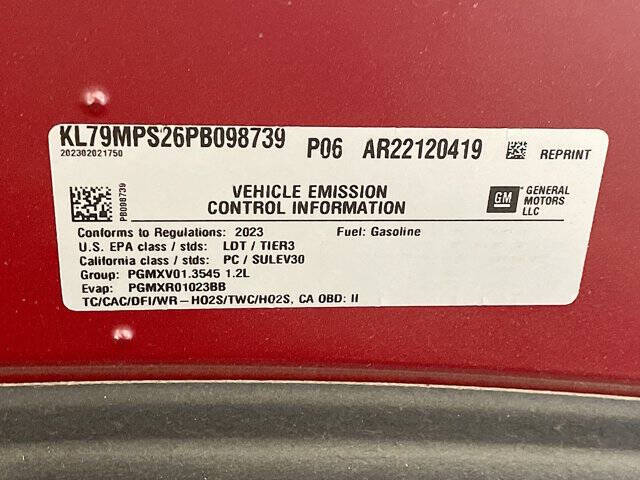 KL79MPS26PB098739 P06 AR22120419 REPRINT
202302021750
PB098739
VEHICLE EMISSION
CONTROL INFORMATION
GM GENERAL
MOTORS
LLC
Conforms to Regulations: 2023 Fuel: Gasoline
U.S. EPA class / stds: LDT / TIER3
California class / stds: PC / SULEV30
Group: PGMXV01.3545 1.2L
Evap: PGMXR01023BB
TC/CAC/DFI/WR-HO2S/TWC/HO2S, CA OBD: II